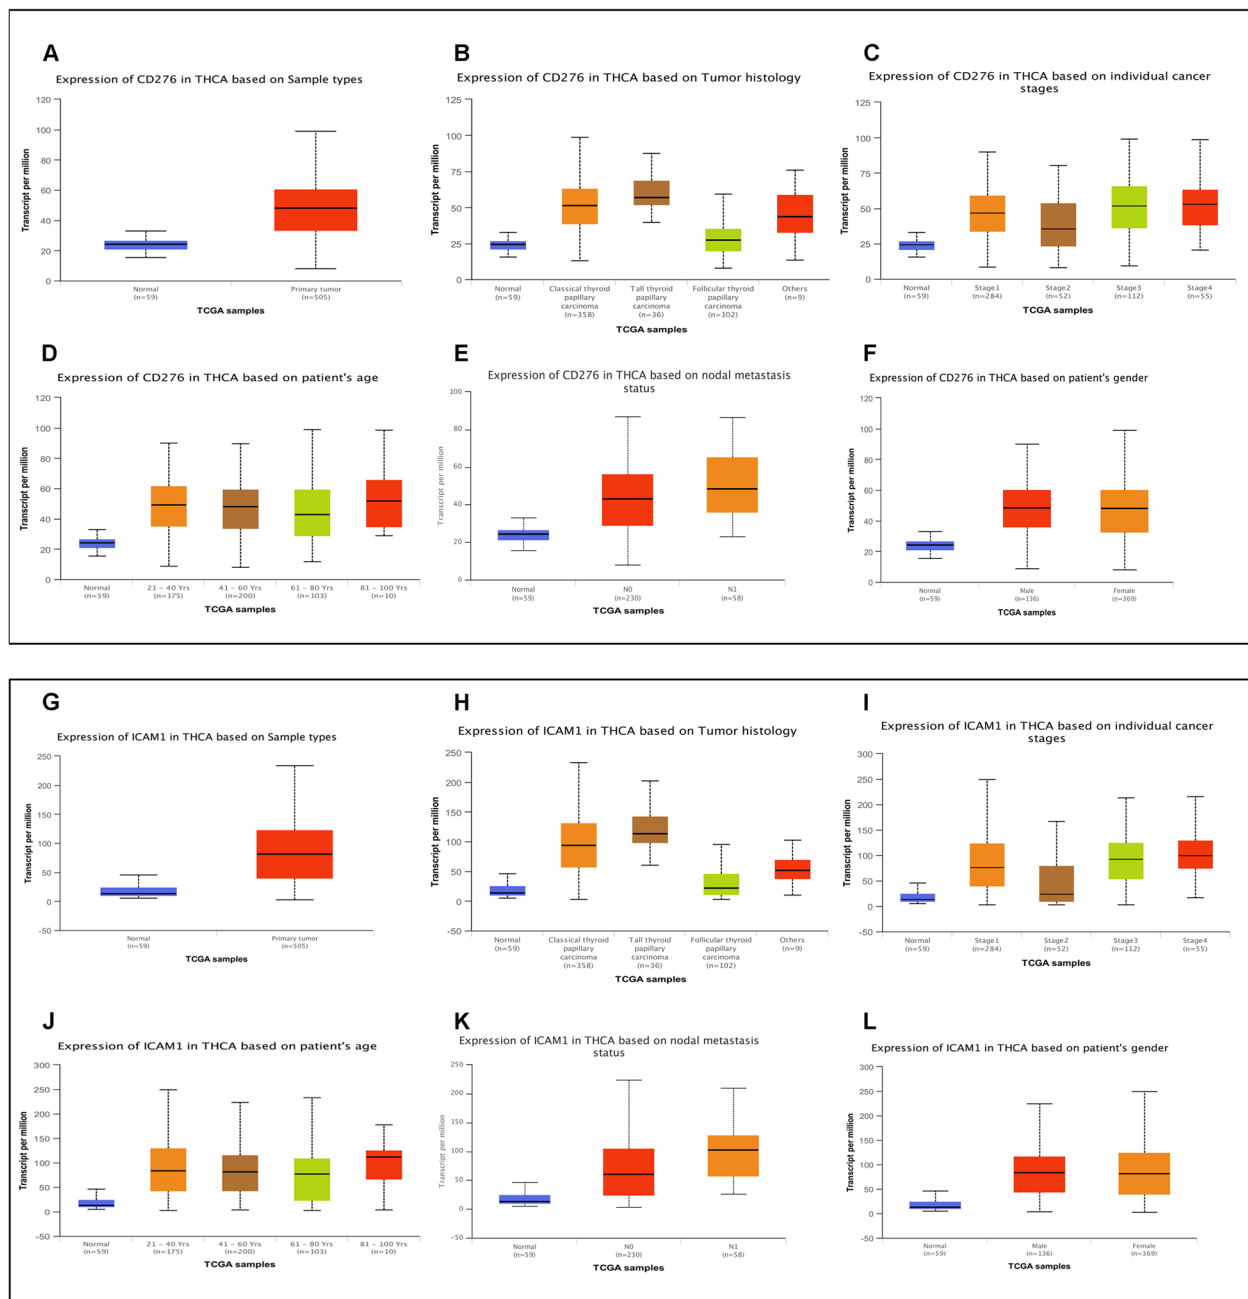 A
Expression of CD276 in THCA based on Sample types
Transcript per million
120
100
80
60
40
20
0
Normal
(n=59)
Primary tumor
(n=505)
TCGA samples
B
Expression of CD276 in THCA based on Tumor histology
Transcript per million
125
100
75
50
25
0
Normal
(n=59)
Classical thyroid
papillary
carcinoma
(n=358)
Tall thyroid
papillary
carcinoma
(n=36)
Follicular thyroid
papillary
carcinoma
(n=102)
Others
(n=9)
TCGA samples
C
Expression of CD276 in THCA based on individual cancer
stages
Transcript per million
125
100
75
50
25
0
Normal
(n=59)
Stage1
(n=284)
Stage2
(n=52)
Stage3
(n=112)
Stage4
(n=55)
TCGA samples
D
Expression of CD276 in THCA based on patient's age
Transcript per million
120
100
80
60
40
20
0
Normal
(n=59)
21 – 40 Yrs
(n=175)
41 – 60 Yrs
(n=200)
61 – 80 Yrs
(n=103)
81 – 100 Yrs
(n=10)
TCGA samples
E
Expression of CD276 in THCA based on nodal metastasis
status
Transcript per million
100
80
60
40
20
0
Normal
(n=59)
N0
(n=230)
N1
(n=58)
TCGA samples
F
Expression of CD276 in THCA based on patient's gender
Transcript per million
120
100
80
60
40
20
0
Normal
(n=59)
Male
(n=136)
Female
(n=369)
TCGA samples
G
Expression of ICAM1 in THCA based on Sample types
Transcript per million
250
200
150
100
50
0
-50
Normal
(n=59)
Primary tumor
(n=505)
TCGA samples
H
Expression of ICAM1 in THCA based on Tumor histology
Transcript per million
250
200
150
100
50
0
-50
Normal
(n=59)
Classical thyroid
papillary
carcinoma
(n=358)
Tall thyroid
papillary
carcinoma
(n=36)
Follicular thyroid
papillary
carcinoma
(n=102)
Others
(n=9)
TCGA samples
I
Expression of ICAM1 in THCA based on individual cancer
stages
Transcript per million
300
250
200
150
100
50
0
-50
Normal
(n=59)
Stage1
(n=284)
Stage2
(n=52)
Stage3
(n=112)
Stage4
(n=55)
TCGA samples
J
Expression of ICAM1 in THCA based on patient's age
Transcript per million
300
250
200
150
100
50
0
-50
Normal
(n=59)
21 – 40 Yrs
(n=175)
41 – 60 Yrs
(n=200)
61 – 80 Yrs
(n=103)
81 – 100 Yrs
(n=10)
TCGA samples
K
Expression of ICAM1 in THCA based on nodal metastasis
status
Transcript per million
250
200
150
100
50
0
-50
Normal
(n=59)
N0
(n=230)
N1
(n=58)
TCGA samples
L
Expression of ICAM1 in THCA based on patient's gender
Transcript per million
300
250
200
150
100
50
0
-50
Normal
(n=59)
Male
(n=136)
Female
(n=369)
TCGA samples